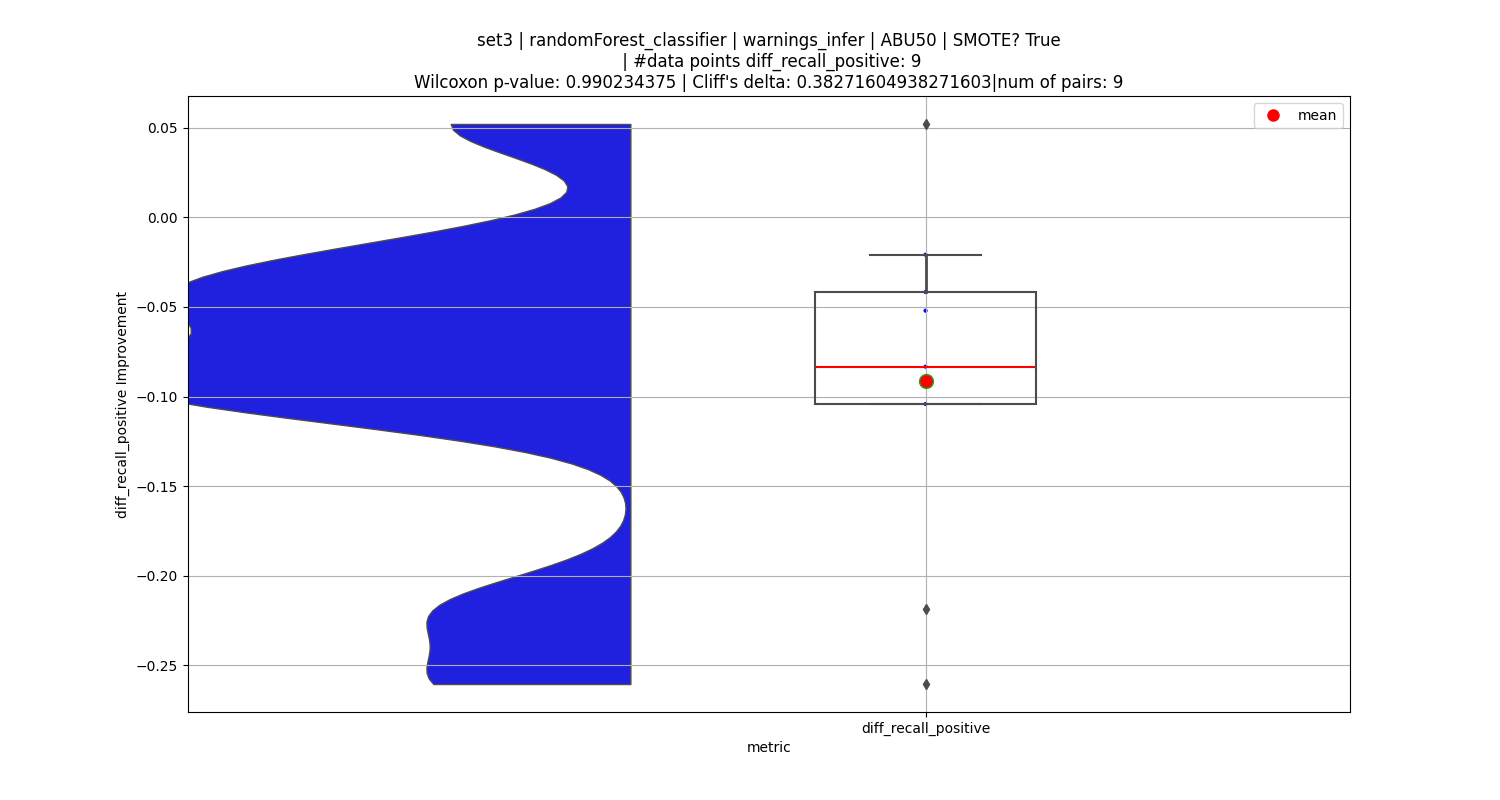 set3 | randomForest_classifier | warnings_infer | ABU50 | SMOTE? True
| #data points diff_recall_positive: 9
Wilcoxon p-value: 0.990234375 | Cliff's delta: 0.38271604938271603|num of pairs: 9
mean
0.05
0.00
−0.05
−0.10
−0.15
−0.20
−0.25
diff_recall_positive Improvement
diff_recall_positive
metric